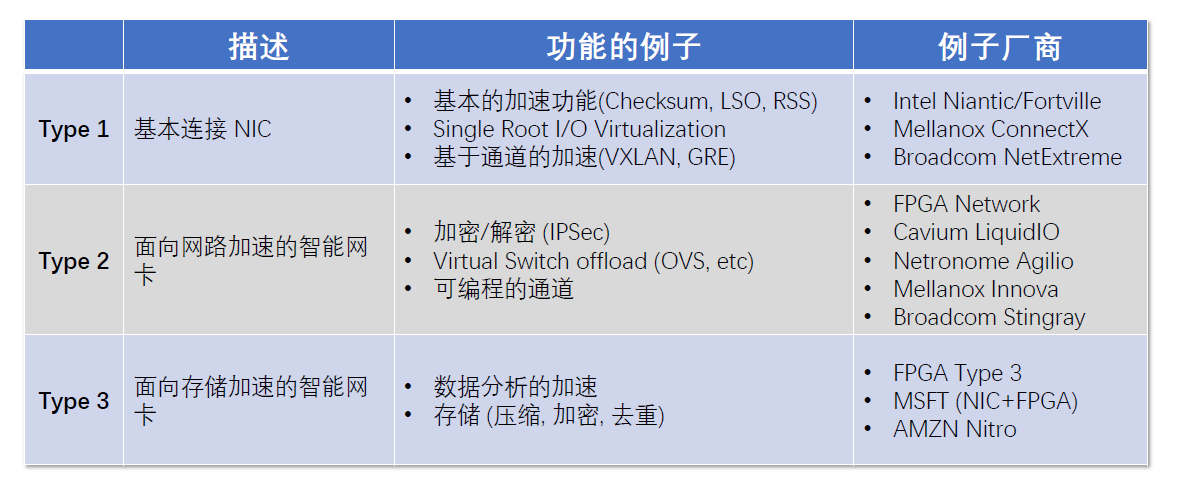 描述 功能的例子 例子厂商
Type 1
基本连接 NIC
• 基本的加速功能(Checksum, LSO, RSS)
• Single Root I/O Virtualization
• 基于通道的加速(VXLAN, GRE)
• Intel Niantic/Fortville
• Mellanox ConnectX
• Broadcom NetExtreme
Type 2
面向网路加速的智能网
卡
• 加密/解密 (IPSec)
• Virtual Switch offload (OVS, etc)
• 可编程的通道
• FPGA Network
• Cavium LiquidIO
• Netronome Agilio
• Mellanox Innova
• Broadcom Stingray
Type 3
面向存储加速的智能网
卡
• 数据分析的加速
• 存储 (压缩, 加密, 去重)
• FPGA Type 3
• MSFT (NIC+FPGA)
• AMZN Nitro